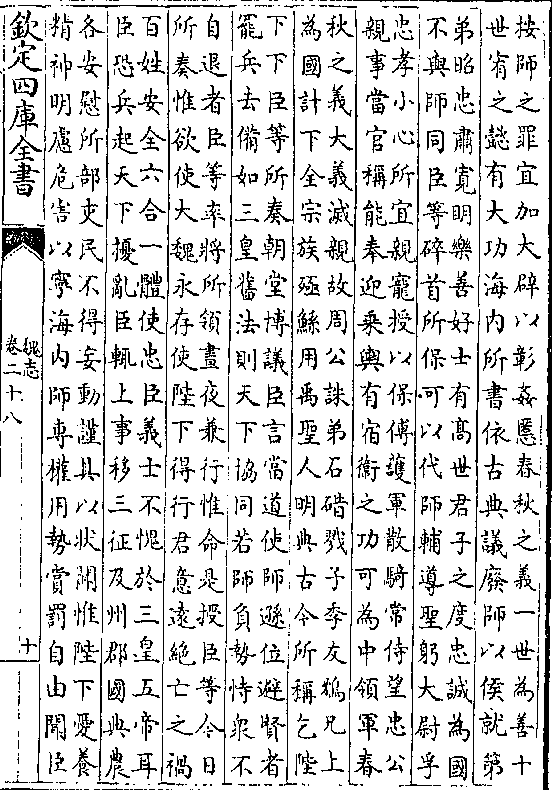 按師之罪宜加大辟以彰姦慝春秋之義一世為善十
世宥之懿有大功海內所書依古典議廢師以侯就第
弟昭忠肅寛明樂善好士有髙世君子之度忠誠為國
不與師同臣等碎首所保可以代師輔導聖躬大尉孚
忠孝小心所宜親寵授以保傅護軍散騎常侍望忠公
親事當官稱能奉迎乗輿有宿衛之功可為中領軍春
秋之義大義滅親故周公誅弟石碏戮子季友鴆兄上
為國計下全宗族殛鯀用禹聖人明典古今所稱乞陛
下下臣等所奏朝堂博議臣言當道使師遜位避賢者
罷兵去備如三皇舊法則天下協同若師負勢恃衆不
自退者臣等率將所領晝夜兼行惟命是授臣等今日
所奏惟欲使大魏永存使陛下得行君意逺絶亡之禍
百姓安全六合一體使忠臣義士不愧於三皇五帝耳
臣恐兵起天下擾亂臣輒上事移三征及州郡國典農
各安慰所部吏民不得妄動謹具以狀聞惟陛下愛養
精神明慮危害以寧海內師専權用勢賞罰自由聞臣
欽定四庫全書
魏志
卷二十八
十